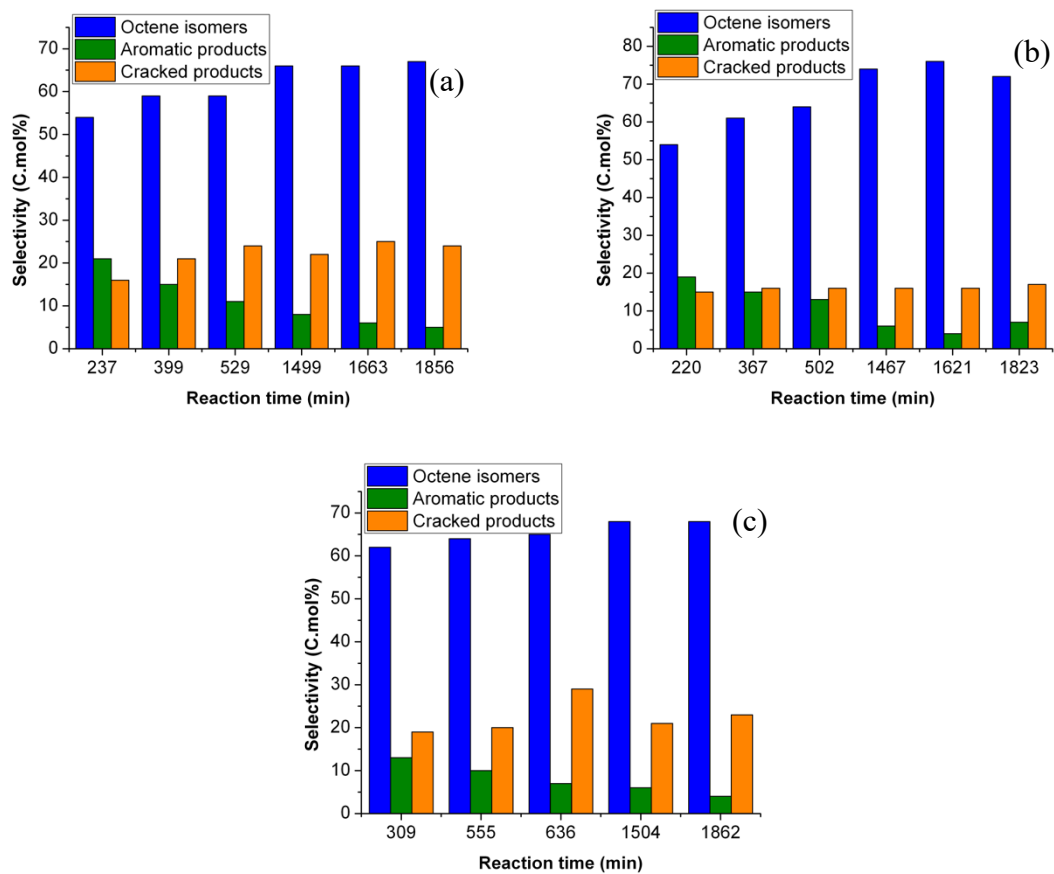 Octene isomers
Aromatic products
Cracked products
(a)
70
60
50
40
30
20
10
0
Selectivity (C.mol%)
237 399 529 1499 1663 1856
Reaction time (min)
Octene isomers
Aromatic products
Cracked products
(b)
80
70
60
50
40
30
20
10
0
Selectivity (C.mol%)
220 367 502 1467 1621 1823
Reaction time (min)
Octene isomers
Aromatic products
Cracked products
(c)
70
60
50
40
30
20
10
0
Selectivity (C.mol%)
309 555 636 1504 1862
Reaction time (min)